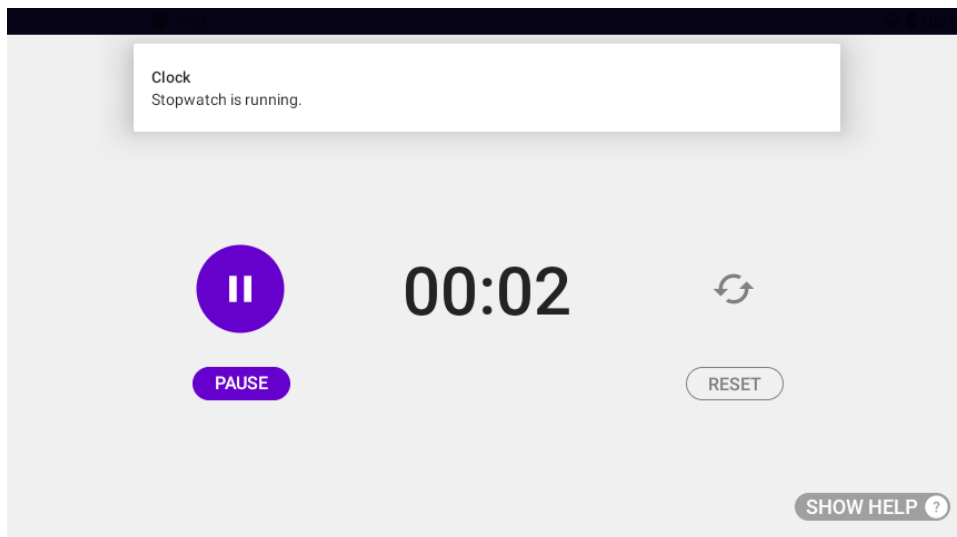 Clock
Stopwatch is running.
00:02
PAUSE
RESET
SHOW HELP ?